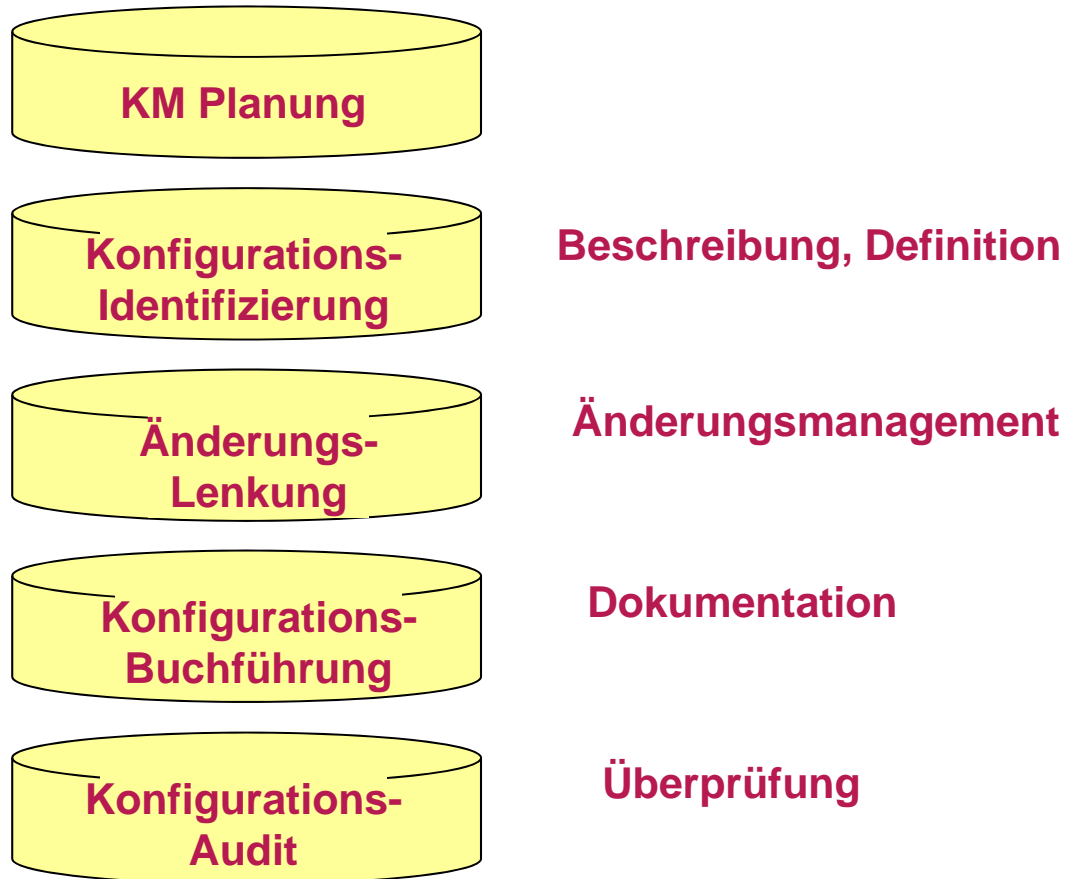 KM Planung
Konfigurations-
Identifizierung
Beschreibung, Definition
Änderungs-
Lenkung
Änderungsmanagement
Konfigurations-
Buchführung
Dokumentation
Konfigurations-
Audit
Überprüfung